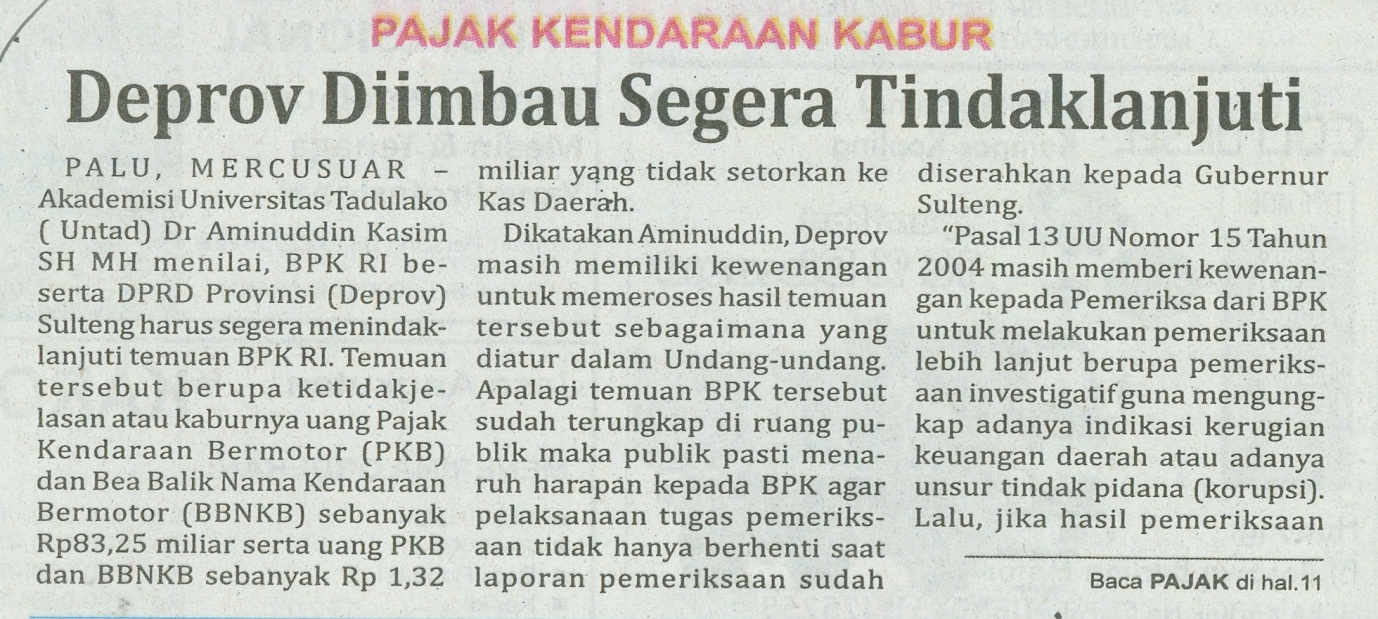 PAJAK KENDARAAN KABUR
Deprov Diimbau Segera Tindaklanjuti
PALU, MERCUSUAR –
Akademisi Universitas Tadulako
( Untad) Dr Aminuddin Kasim
SH MH menilai, BPK RI be-
serta DPRD Provinsi (Deprov)
Sulteng harus segera menindak-
lanjuti temuan BPK RI. Temuan
tersebut berupa ketidakje-
lasan atau kaburnya uang Pajak
Kendaraan Bermotor (PKB)
dan Bea Balik Nama Kendaraan
Bermotor (BBNKB) sebanyak
Rp83,25 miliar serta uang PKB
dan BBNKB sebanyak Rp 1,32
miliar yang tidak setorkan ke
Kas Daerah.
Dikatakan Aminuddin, Deprov
masih memiliki kewenangan
untuk memeroses hasil temuan
tersebut sebagaimana yang
diatur dalam Undang-undang.
Apalagi temuan BPK tersebut
sudah terungkap di ruang pu-
blik maka publik pasti mena-
ruh harapan kepada BPK agar
pelaksanaan tugas pemeriks-
aan tidak hanya berhenti saat
laporan pemeriksaan sudah
diserahkan kepada Gubernur
Sulteng.
“Pasal 13 UU Nomor 15 Tahun
2004 masih memberi kewenan-
gan kepada Pemeriksa dari BPK
untuk melakukan pemeriksaan
lebih lanjut berupa pemeriks-
aan investigatif guna mengung-
kap adanya indikasi kerugian
keuangan daerah atau adanya
unsur tindak pidana (korupsi).
Lalu, jika hasil pemeriksaan
Baca PAJAK di hal.11